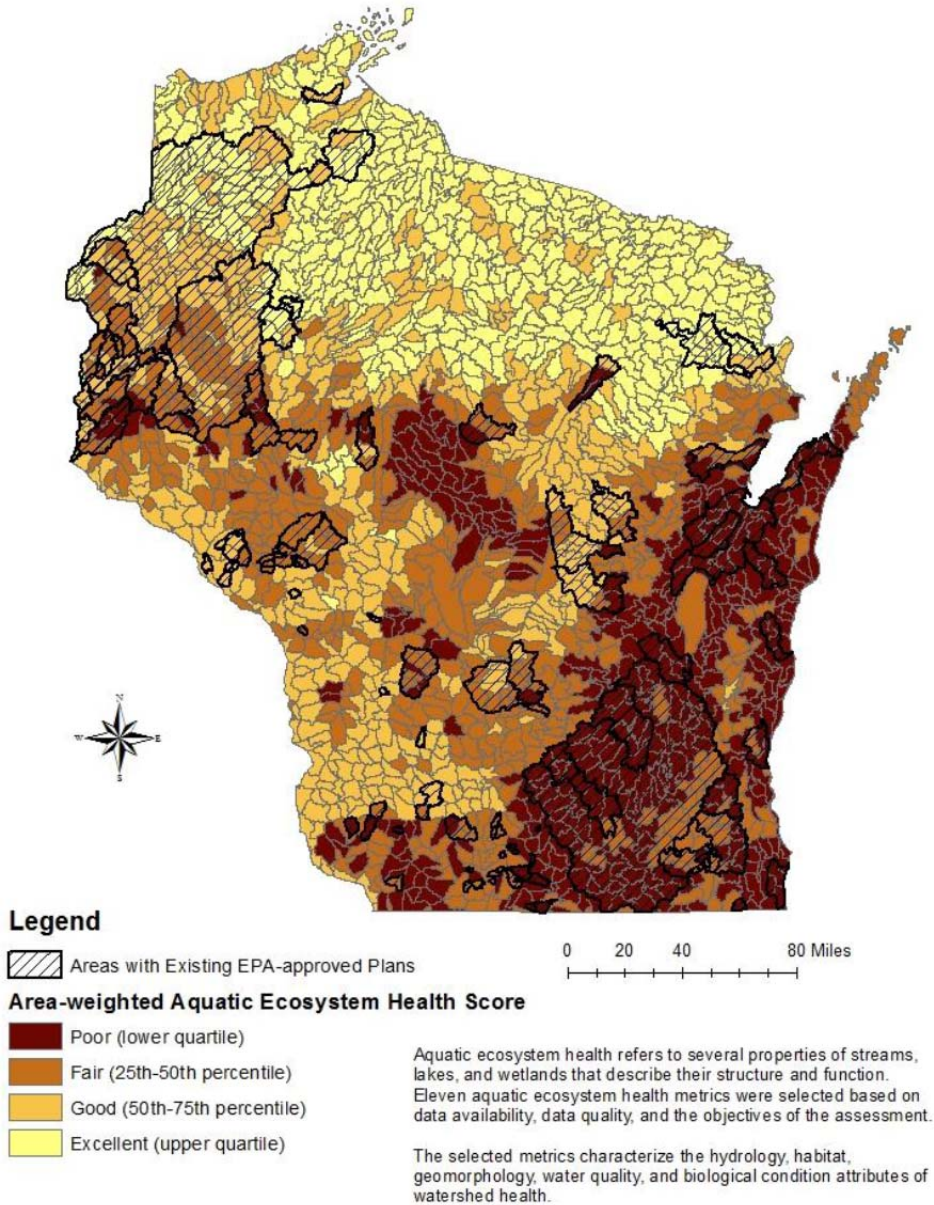 N
W E
S
Legend
Areas with Existing EPA-approved Plans
0 20 40 80 Miles
Area-weighted Aquatic Ecosystem Health Score
Poor (lower quartile)
Fair (25th-50th percentile)
Good (50th-75th percentile)
Excellent (upper quartile)
Aquatic ecosystem health refers to several properties of streams,
lakes, and wetlands that describe their structure and function.
Eleven aquatic ecosystem health metrics were selected based on
data availability, data quality, and the objectives of the assessment.
The selected metrics characterize the hydrology, habitat,
geomorphology, water quality, and biological condition attributes of
watershed health.